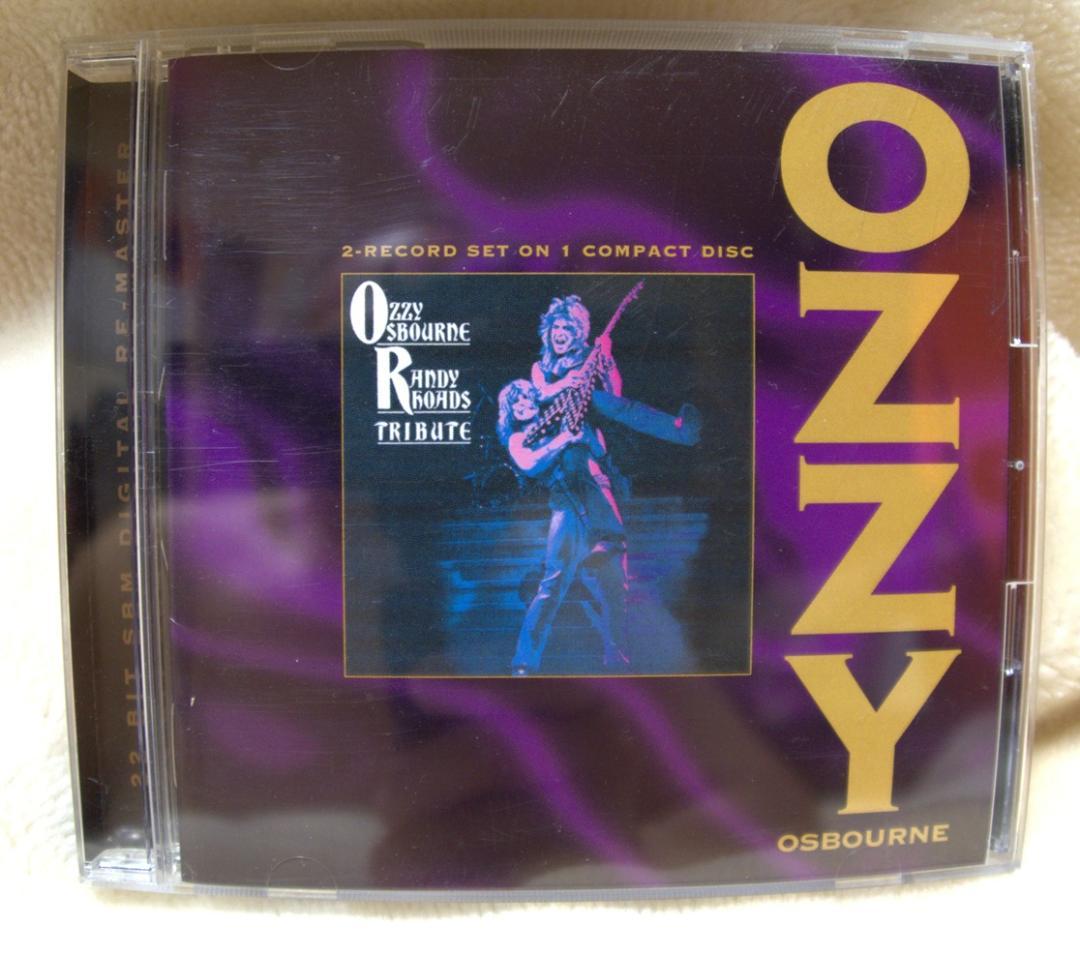 22 BIT SBM DIGITAL RE-MASTER
2-RECORD SET ON 1 COMPACT DISC
OZZY
OSBOURNE
RANDY
RHOADS
TRIBUTE
OZZY
OSBOURNE